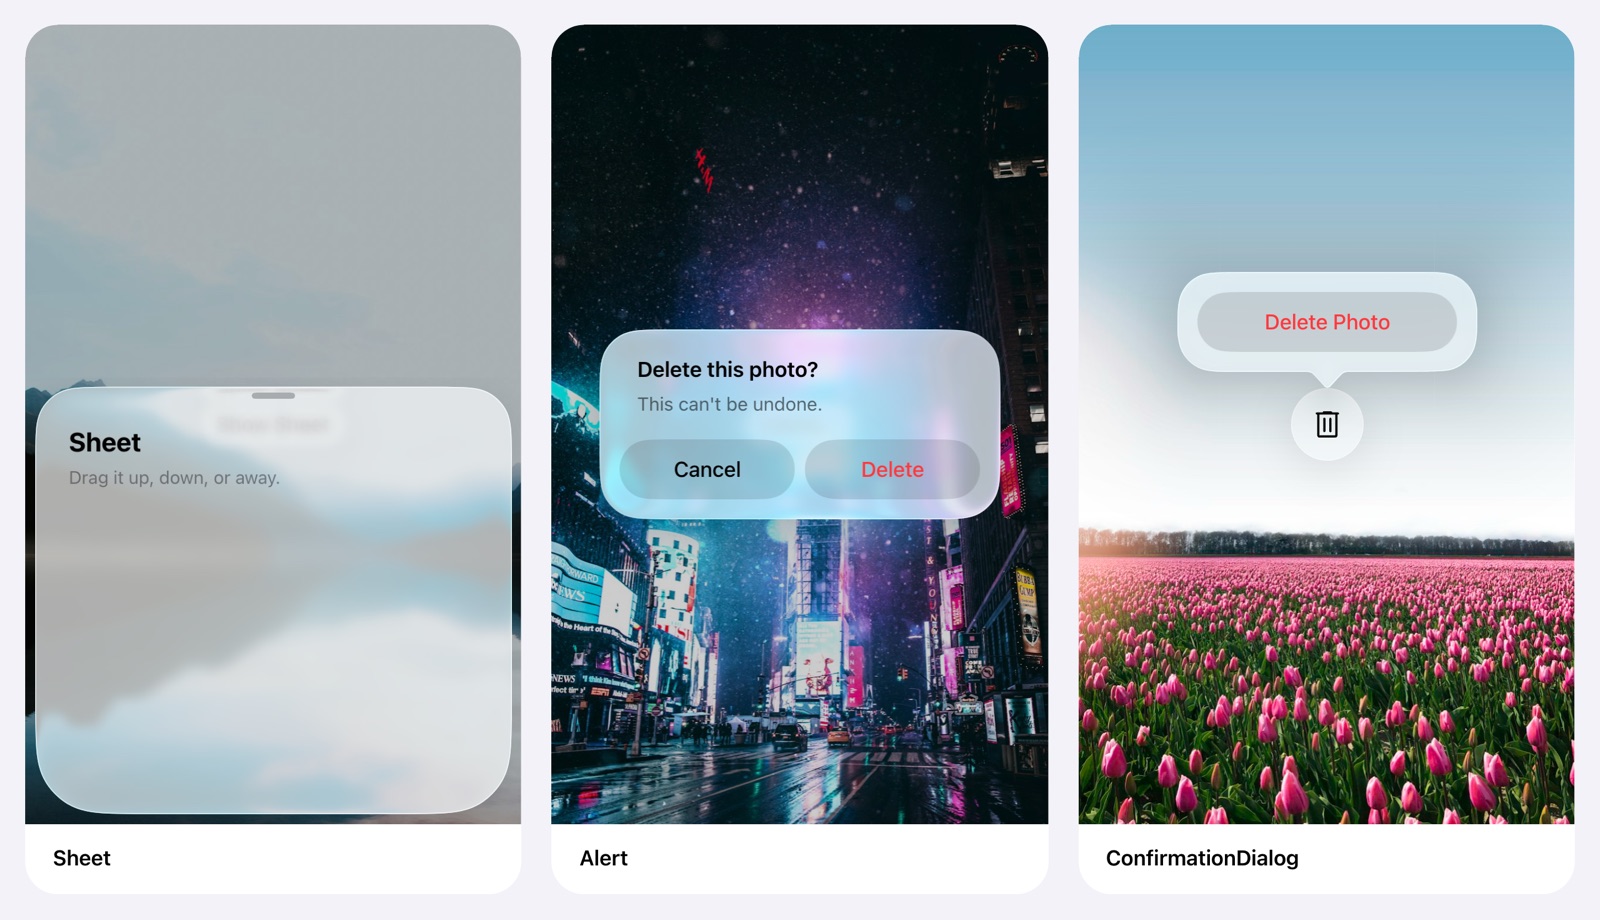 Sheet
Drag it up, down, or away.
Sheet
Delete this photo?
This can't be undone.
Cancel
Delete
NEWS
Alert
Delete Photo
ConfirmationDialog